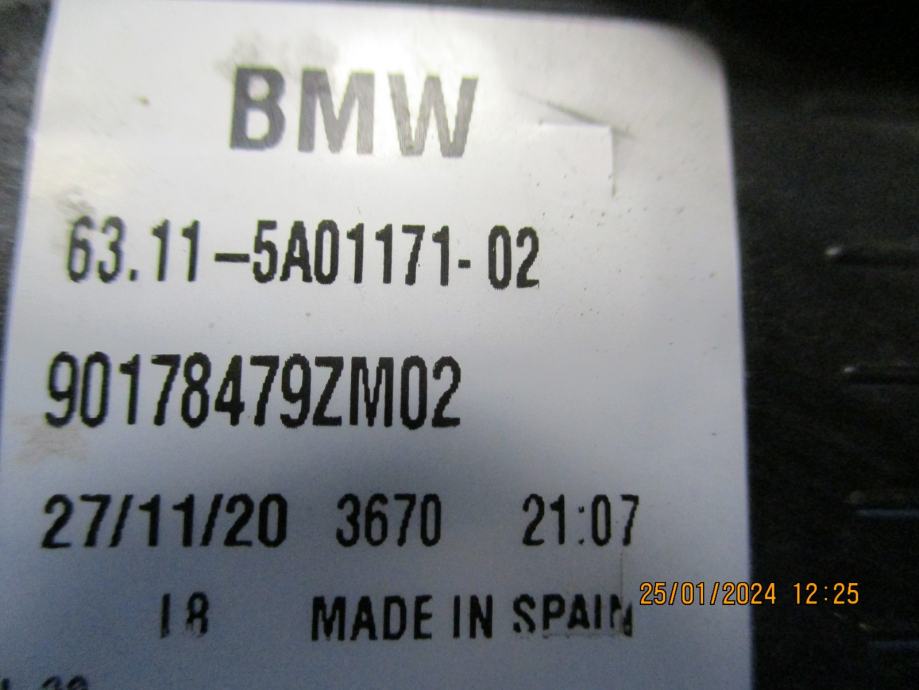 BMW
63.11-5A01171-02
90178479ZM02
27/11/20 3670 21:07
25/01/2024 12:25
18 MADE IN SPAIN